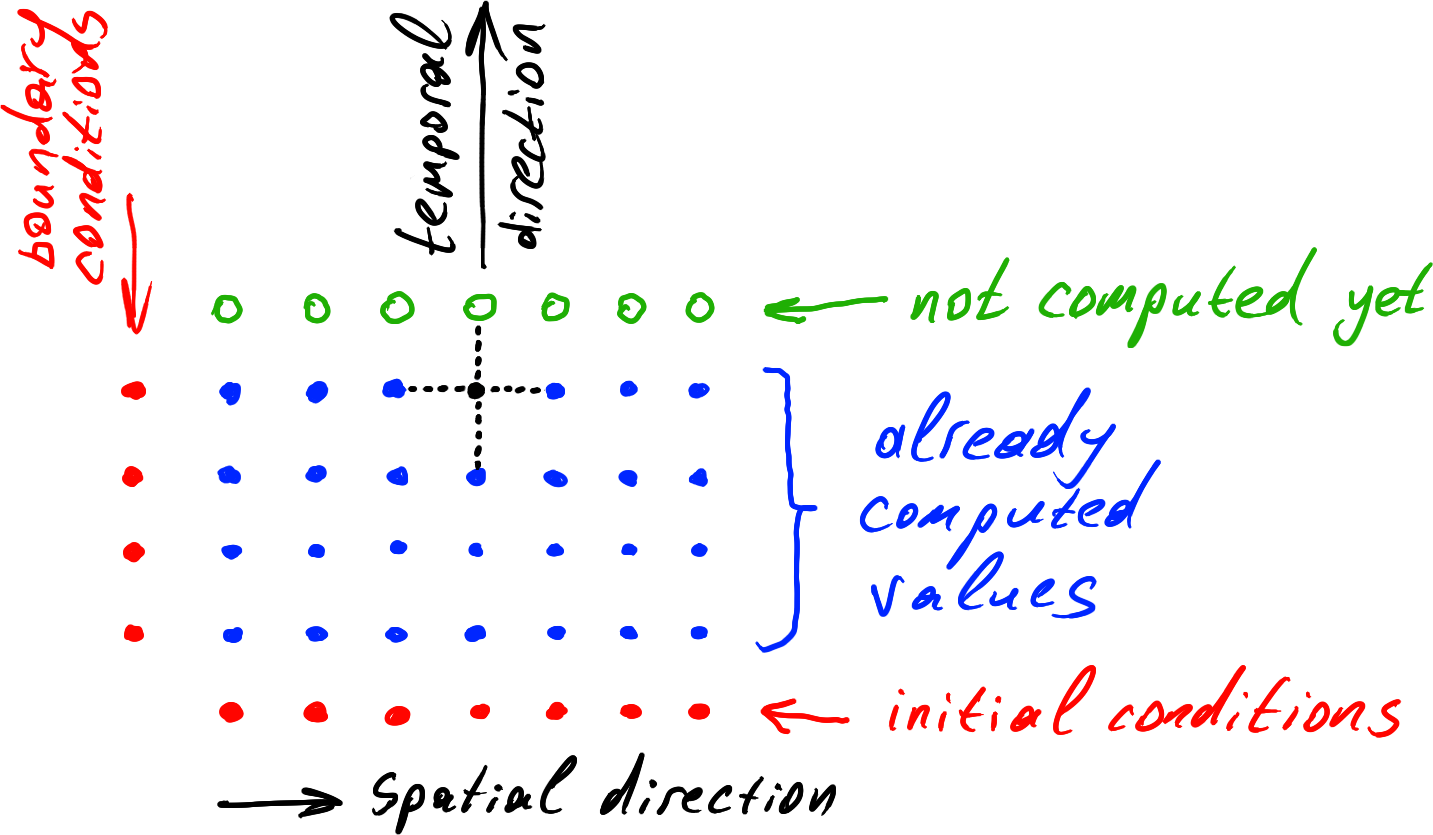 boundary
conditions
temporal
direction
not computed yet
already
computed
values
initial conditions
spatial direction